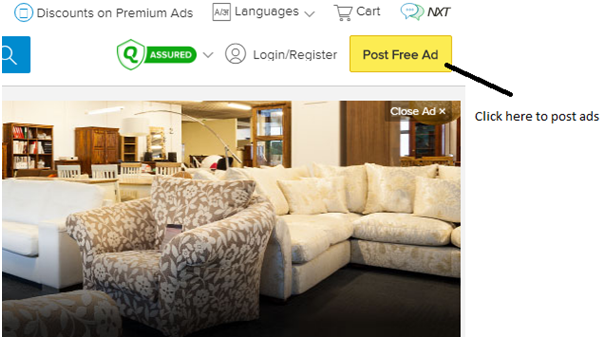 Discounts on Premium Ads A/अ Languages Cart NXT
Q ASSURED Login/Register Post Free Ad
Close Ad ×
Click here to post ads